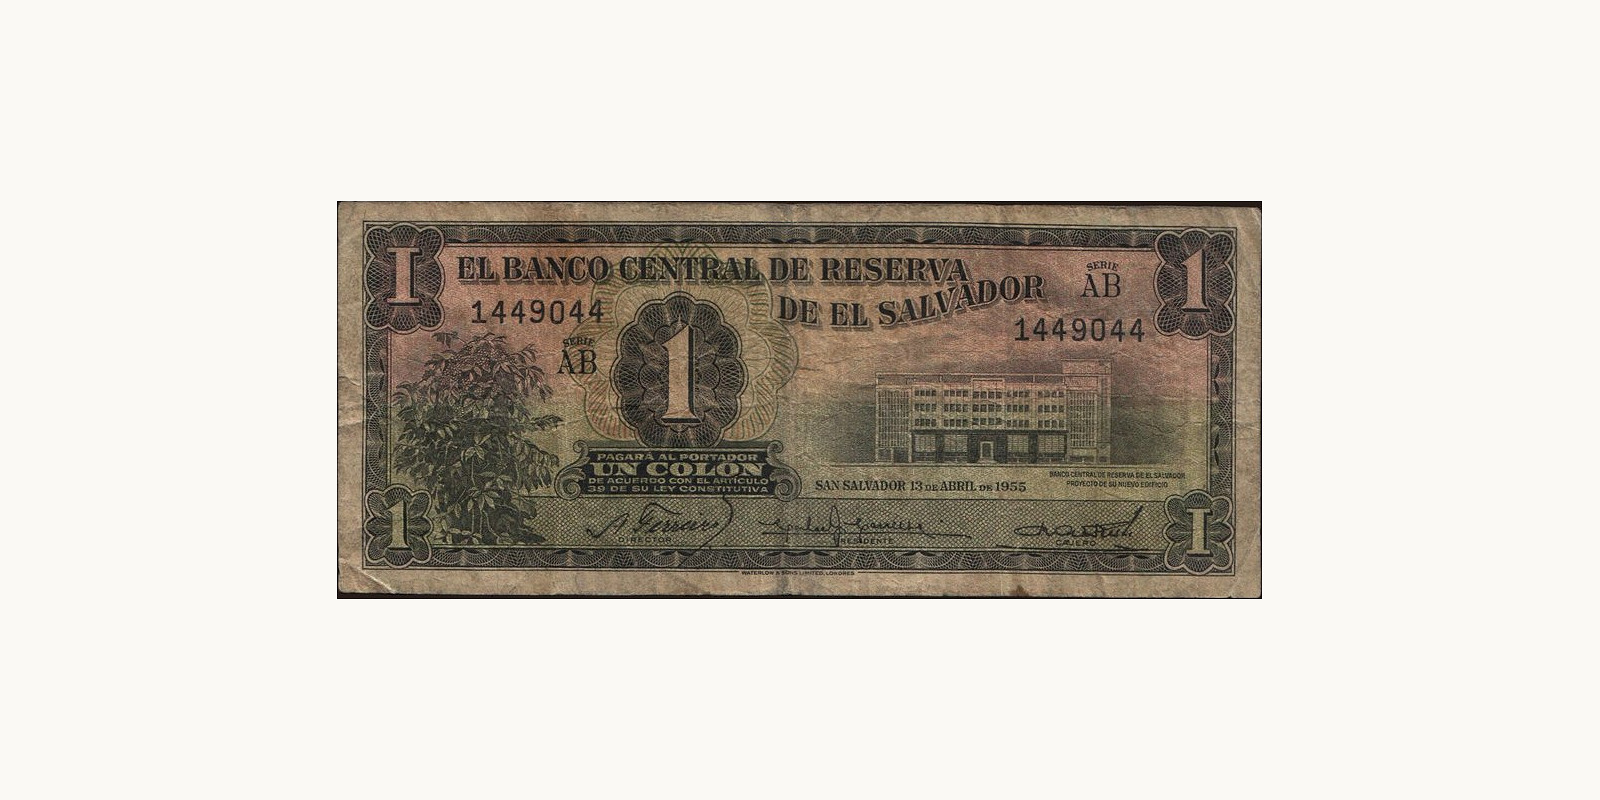 I
1
EL BANCO CENTRAL DE RESERVA
DE EL SALVADOR
SERIE
AB
1449044
1449044
SERIE
AB
1
PAGARÁ AL PORTADOR
UN COLÓN
DE ACUERDO CON EL ARTÍCULO
39 DE SU LEY CONSTITUTIVA
BANCO CENTRAL DE RESERVA DE EL SALVADOR
PROYECTO DE SU NUEVO EDIFICIO
SAN SALVADOR 13 DE ABRIL DE 1955
1
I
DIRECTOR
PRESIDENTE
CAJERO
WATERLOW & SONS LIMITED, LONDRES